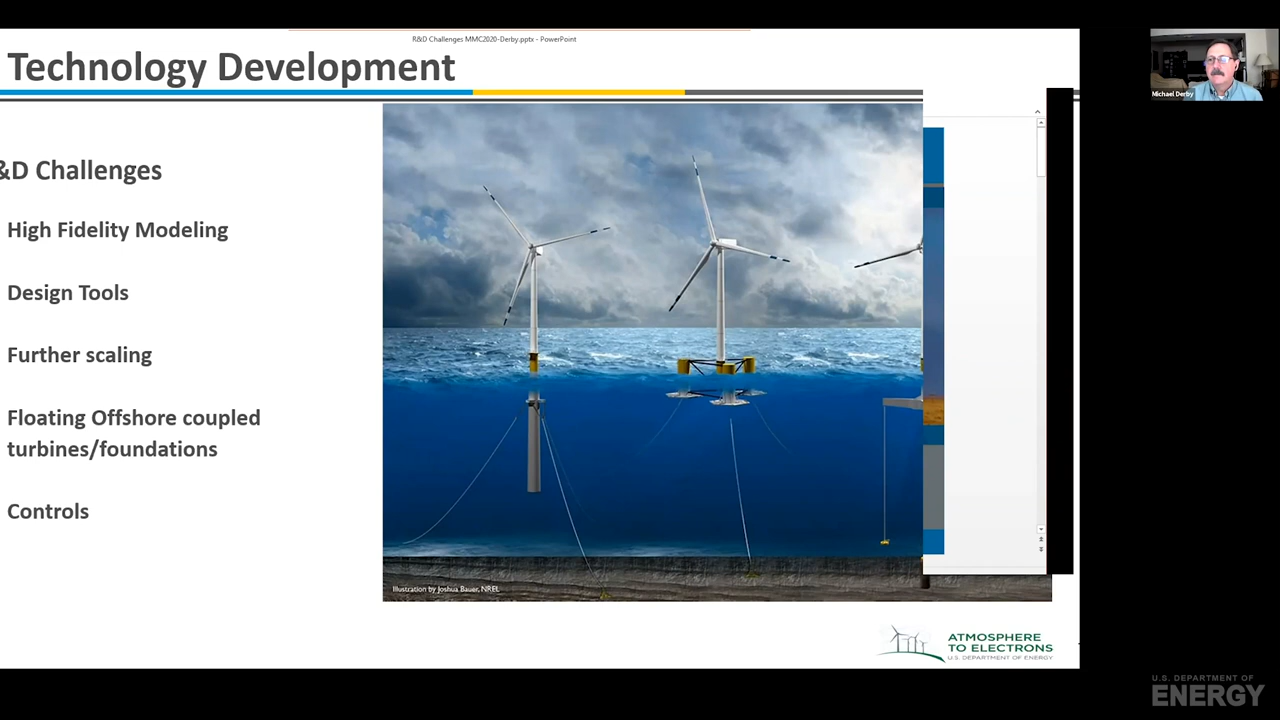 R&D Challenges MMC2020-Derby.pptx - PowerPoint
Technology Development
&D Challenges
High Fidelity Modeling
Design Tools
Further scaling
Floating Offshore coupled
turbines/foundations
Controls
Illustration by Joshua Bauer, NREL
ATMOSPHERE
TO ELECTRONS
U.S. DEPARTMENT OF ENERGY
Michael Derby
U.S. DEPARTMENT OF
ENERGY